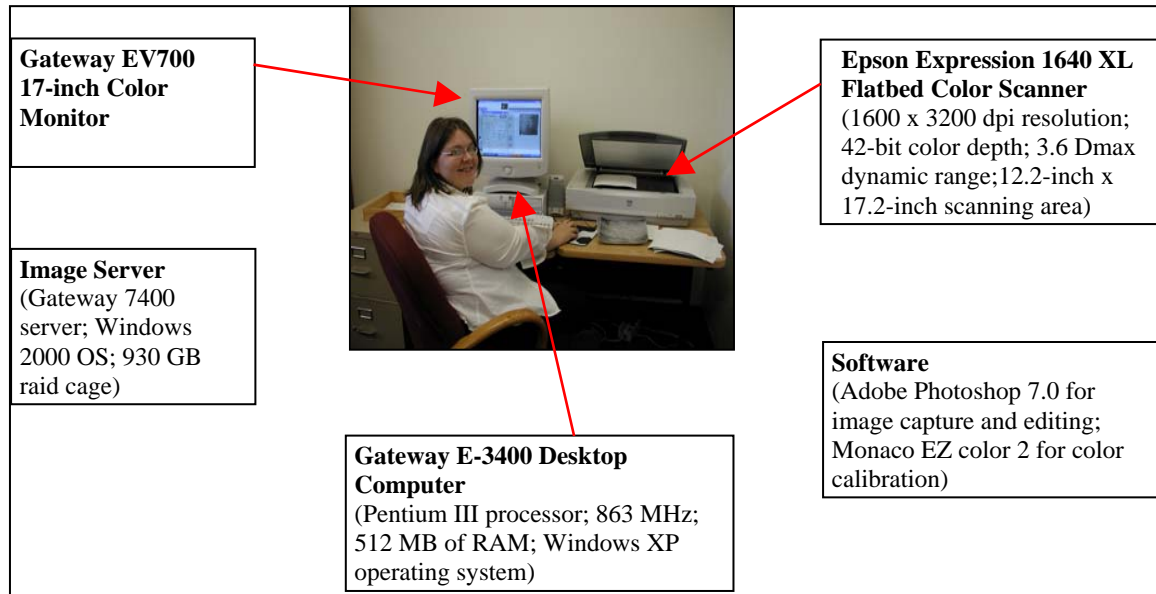 Gateway EV700
17-inch Color
Monitor
Epson Expression 1640 XL
Flatbed Color Scanner
(1600 x 3200 dpi resolution;
42-bit color depth; 3.6 Dmax
dynamic range;12.2-inch x
17.2-inch scanning area)
Image Server
(Gateway 7400
server; Windows
2000 OS; 930 GB
raid cage)
Software
(Adobe Photoshop 7.0 for
image capture and editing;
Monaco EZ color 2 for color
calibration)
Gateway E-3400 Desktop
Computer
(Pentium III processor; 863 MHz;
512 MB of RAM; Windows XP
operating system)